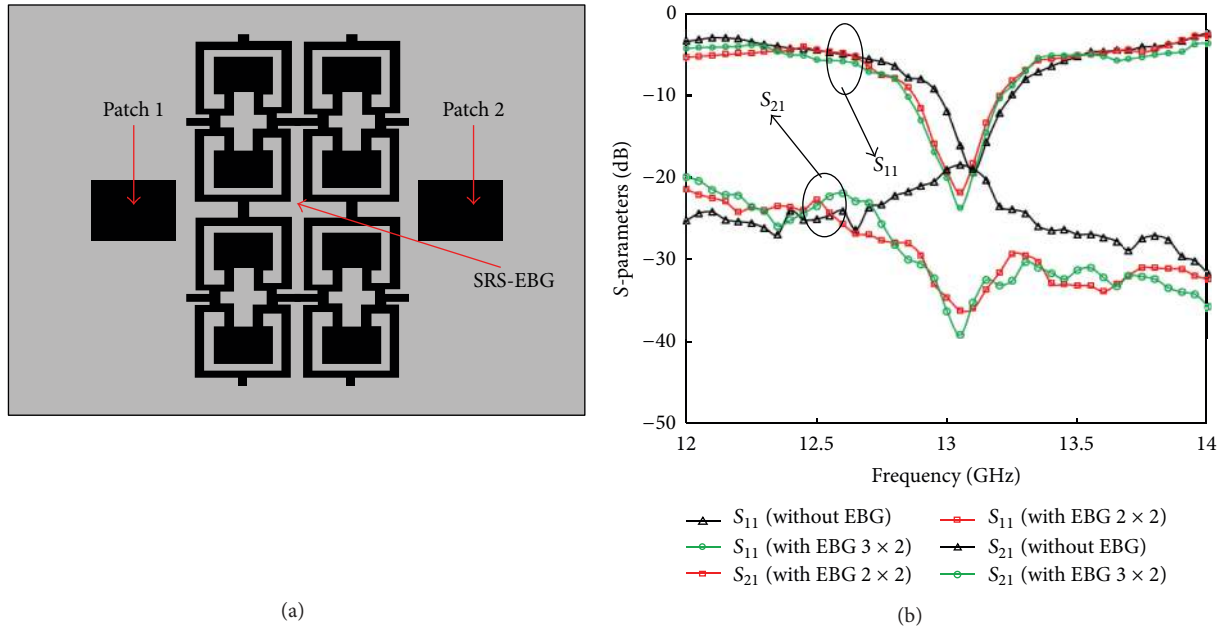 Patch 1
Patch 2
SRS-EBG
(a)
S-parameters (dB)
0
−10
−20
−30
−40
−50
S21
S11
12
12.5
13
13.5
14
Frequency (GHz)
S11 (without EBG)
S11 (with EBG 2 × 2)
S11 (with EBG 3 × 2)
S21 (without EBG)
S21 (with EBG 2 × 2)
S21 (with EBG 3 × 2)
(b)